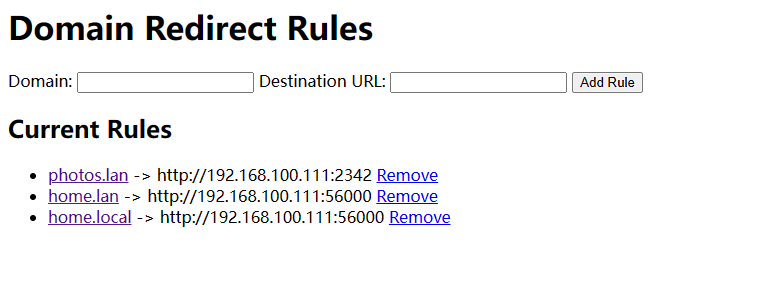 Domain Redirect Rules
Domain: Destination URL: Add Rule
Current Rules
photos.lan -> http://192.168.100.111:2342 Remove
home.lan -> http://192.168.100.111:56000 Remove
home.local -> http://192.168.100.111:56000 Remove